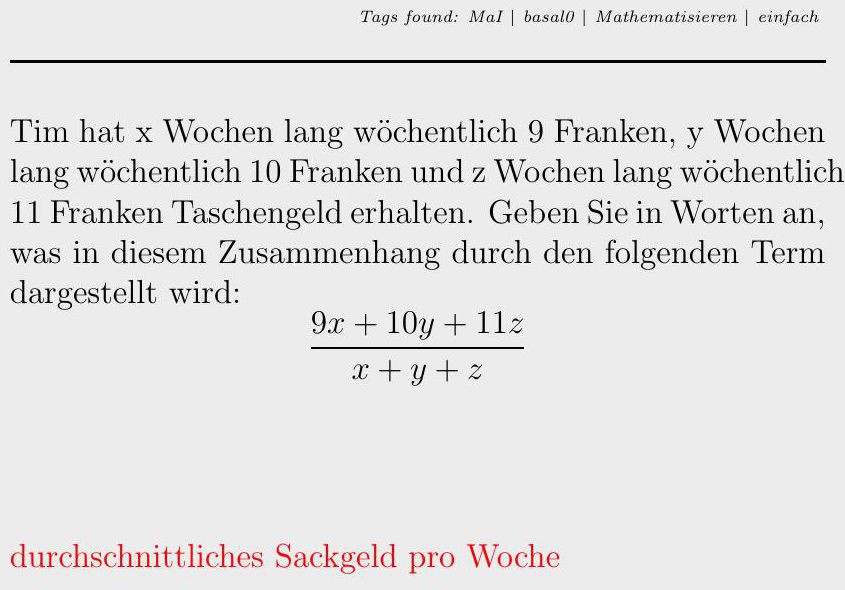 Tags found: MaI | basal0 | Mathematisieren | einfach
Tim hat x Wochen lang wöchentlich 9 Franken, y Wochen
lang wöchentlich 10 Franken und z Wochen lang wöchentlich
11 Franken Taschengeld erhalten. Geben Sie in Worten an,
was in diesem Zusammenhang durch den folgenden Term
dargestellt wird:
9x + 10y + 11z
x + y + z
durchschnittliches Sackgeld pro Woche